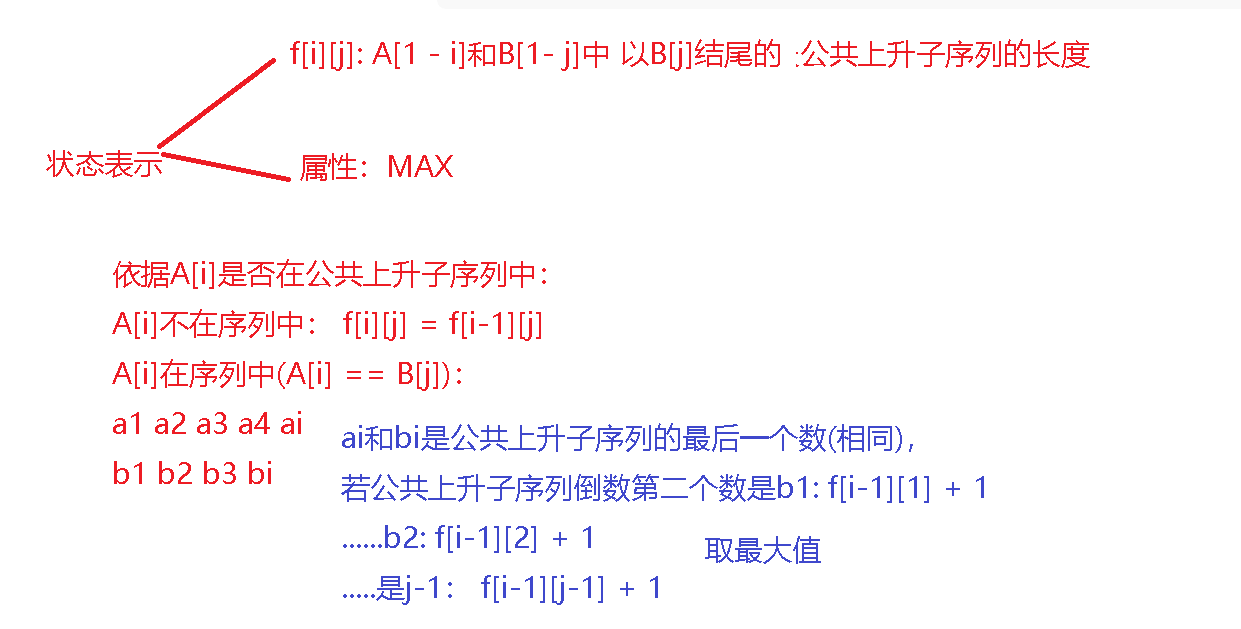 f[i][j]: A[1 - i]和B[1- j]中 以B[j]结尾的 :公共上升子序列的长度
状态表示
属性：MAX
依据A[i]是否在公共上升子序列中：
A[i]不在序列中： f[i][j] = f[i-1][j]
A[i]在序列中(A[i] == B[j])：
a1 a2 a3 a4 ai
b1 b2 b3 bi
ai和bi是公共上升子序列的最后一个数(相同)，
若公共上升子序列倒数第二个数是b1: f[i-1][1] + 1
......b2: f[i-1][2] + 1
取最大值
.....是j-1： f[i-1][j-1] + 1